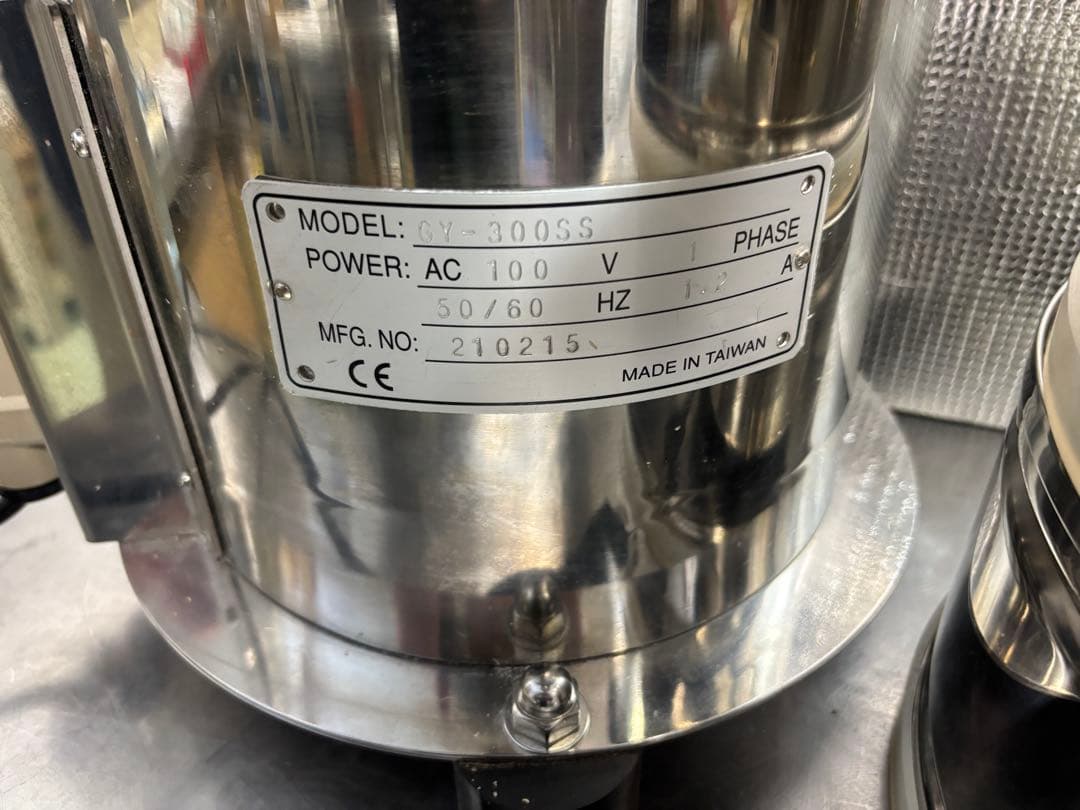 MODEL: GY-300SS
POWER: AC 100 V 1 PHASE
50/60 HZ 1.2 A
MFG. NO: 210215
CE MADE IN TAIWAN